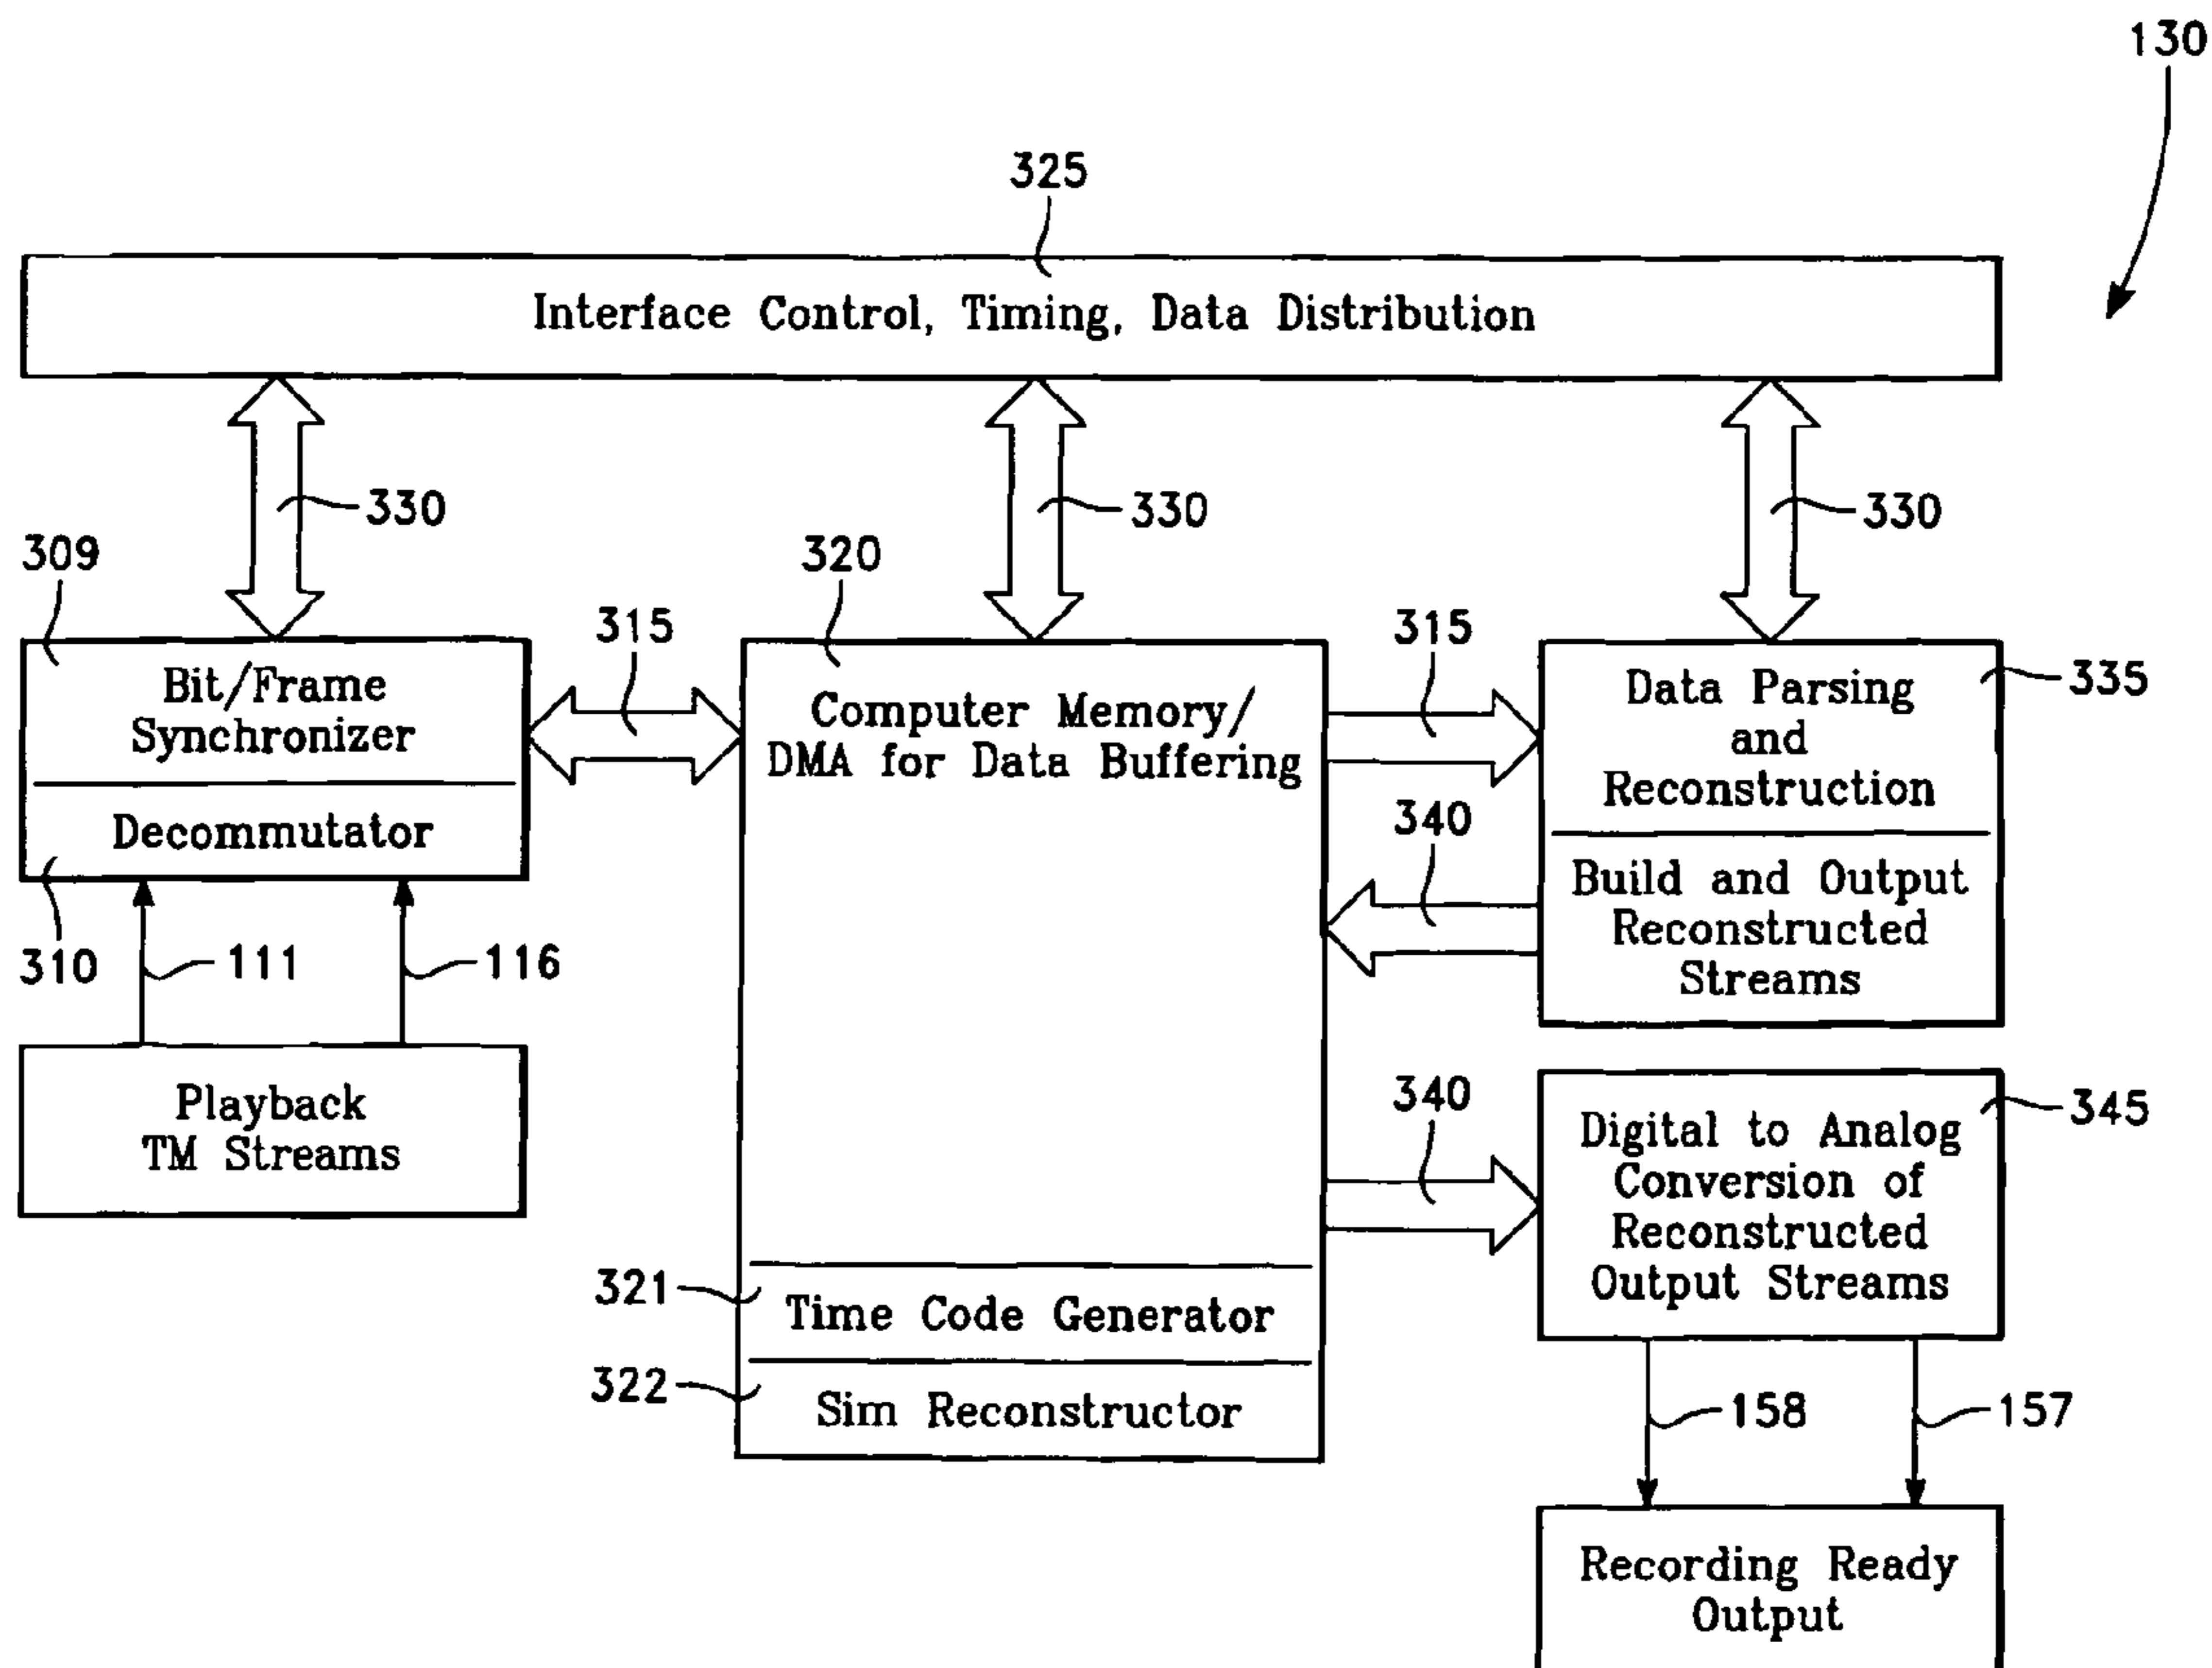 130
325
Interface Control, Timing, Data Distribution
330
330
330
309
320
315
315
335
Bit/Frame
Synchronizer
Decommutator
310
Computer Memory/
DMA for Data Buffering
Data Parsing
and
Reconstruction
340
Build and Output
Reconstructed
Streams
111
116
Playback
TM Streams
340
345
Digital to Analog
Conversion of
Reconstructed
Output Streams
321
Time Code Generator
322
Sim Reconstructor
158
157
Recording Ready
Output